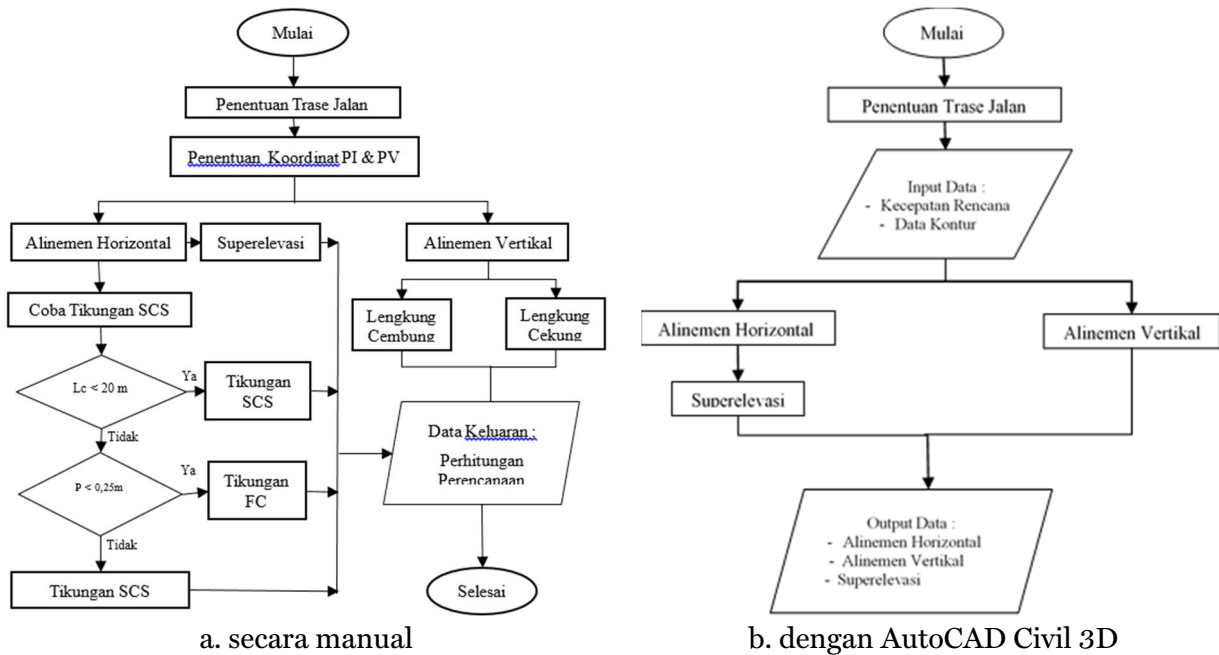 Mulai
Penentuan Trase Jalan
Penentuan Koordinat PI & PV
Alinemen Horizontal
Superelevasi
Alinemen Vertikal
Coba Tikungan SCS
Lengkung
Cembung
Lengkung
Cekung
Lc < 20 m
Ya
Tikungan
SCS
Tidak
Data Keluaran :
Perhitungan
Perencanaan
P < 0,25m
Ya
Tikungan
FC
Tidak
Tikungan SCS
Selesai
a. secara manual
Mulai
Penentuan Trase Jalan
Input Data :
- Kecepatan Rencana
- Data Kontur
Alinemen Horizontal
Alinemen Vertikal
Superelevasi
Output Data :
- Alinemen Horizontal
- Alinemen Vertikal
- Superelevasi
b. dengan AutoCAD Civil 3D